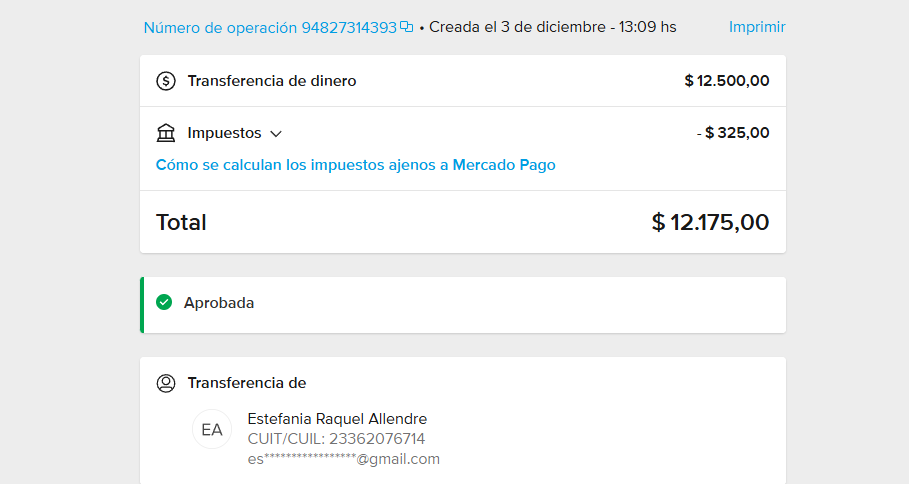 Número de operación 94827314393 • Creada el 3 de diciembre - 13:09 hs Imprimir
Transferencia de dinero $ 12.500,00
Impuestos - $ 325,00
Cómo se calculan los impuestos ajenos a Mercado Pago
Total $ 12.175,00
Aprobada
Transferencia de
EA Estefania Raquel Allendre
CUIT/CUIL: 23362076714
es*****************@gmail.com